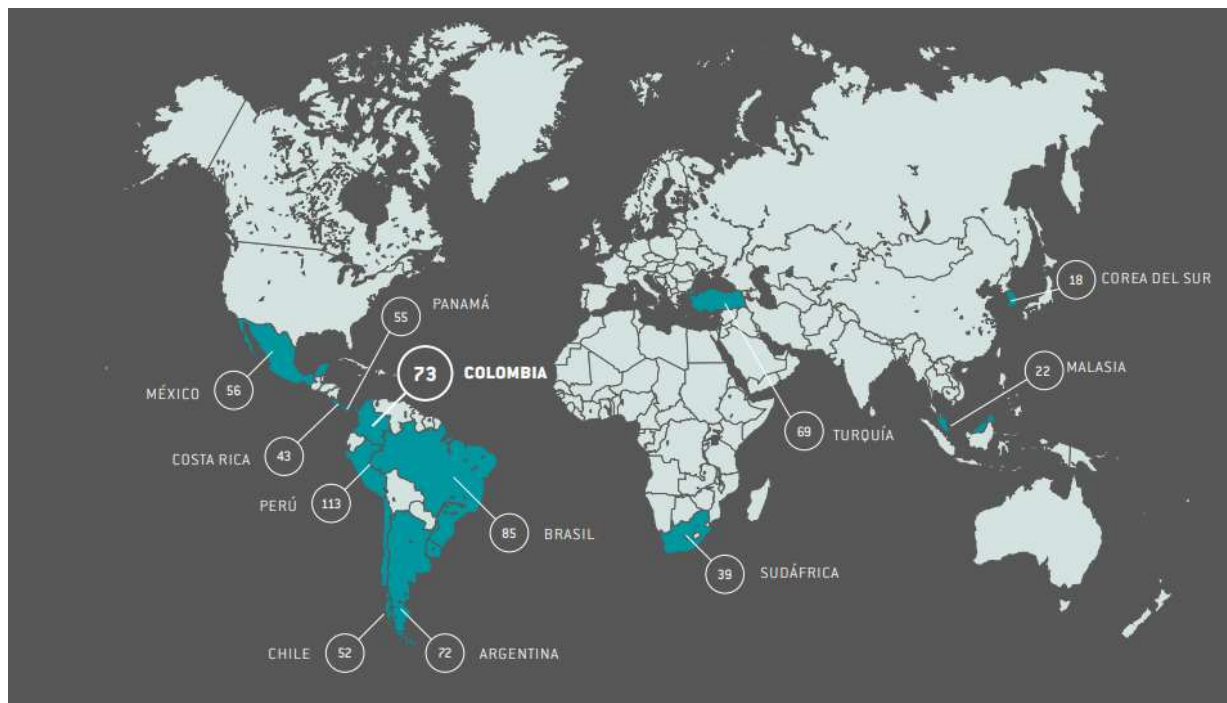 18 COREA DEL SUR
55 PANAMÁ
22 MALASIA
73 COLOMBIA
MÉXICO 56
69 TURQUÍA
COSTA RICA 43
PERÚ 113
85 BRASIL
39 SUDÁFRICA
CHILE 52
72 ARGENTINA